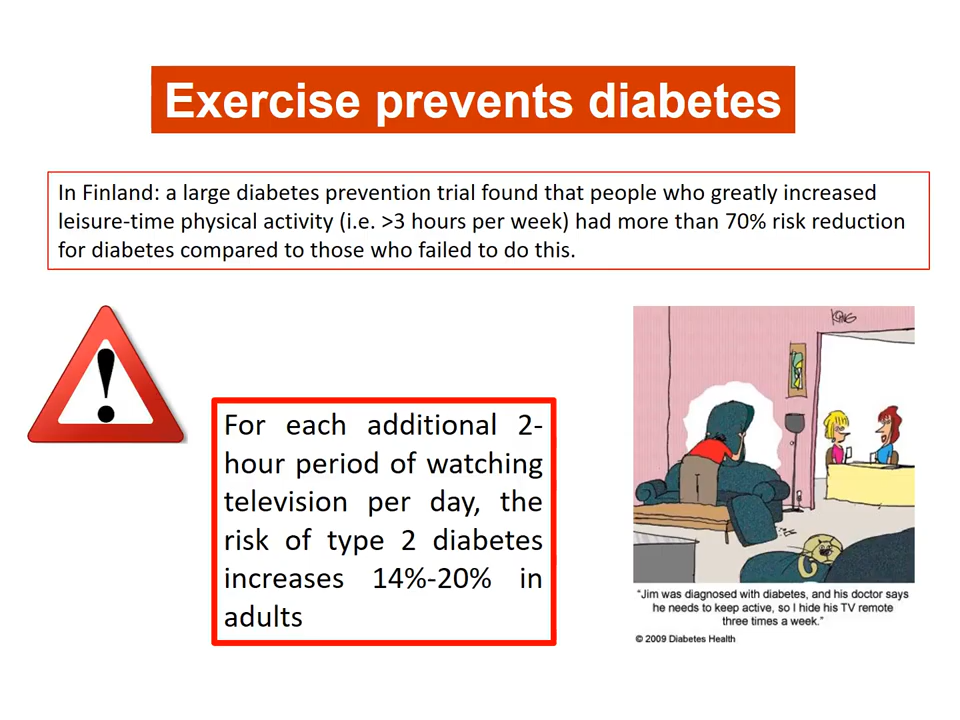 Exercise prevents diabetes
In Finland: a large diabetes prevention trial found that people who greatly increased
leisure-time physical activity (i.e. >3 hours per week) had more than 70% risk reduction
for diabetes compared to those who failed to do this.
For each additional 2-
hour period of watching
television per day, the
risk of type 2 diabetes
increases 14%-20% in
adults
"Jim was diagnosed with diabetes, and his doctor says
he needs to keep active, so I hide his TV remote
three times a week."
© 2009 Diabetes Health